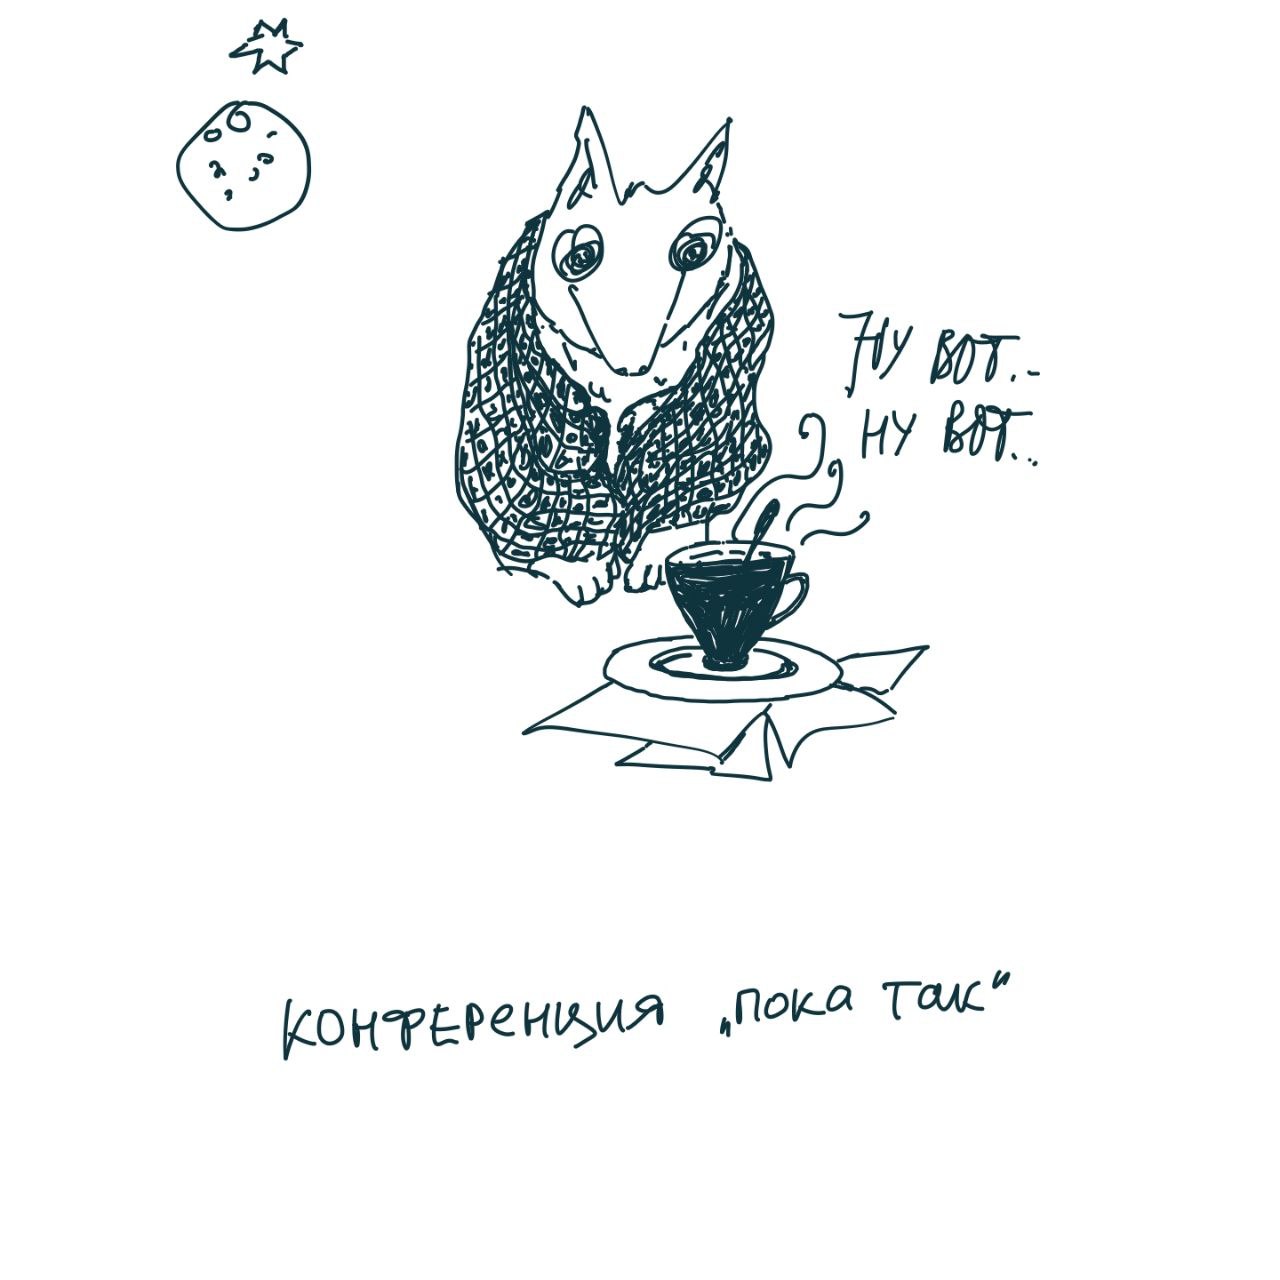 Ну вот..
ну вот...
конференция „пока так“